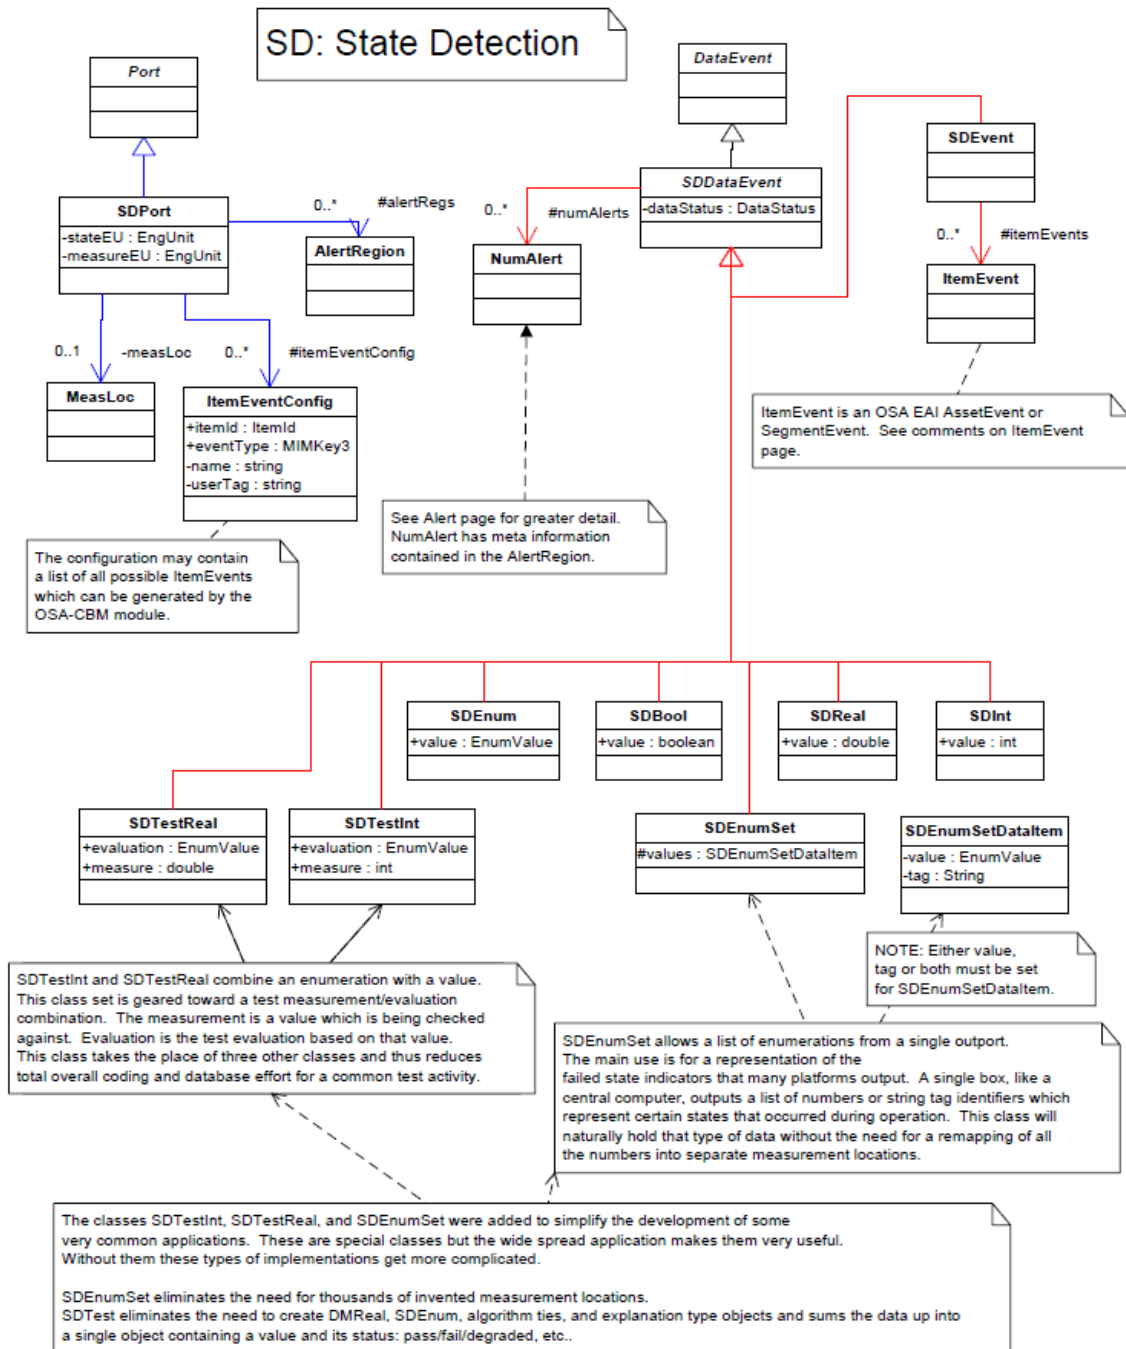 SD: State Detection
Port
DataEvent
SDEvent
SDPort
-stateEU : EngUnit
-measureEU : EngUnit
0..*
#alertRegs
AlertRegion
0..*
#numAlerts
NumAlert
SDDataEvent
-dataStatus : DataStatus
0..*
#itemEvents
ItemEvent
0..1
-measLoc
0..*
#itemEventConfig
MeasLoc
ItemEventConfig
+itemId : ItemId
+eventType : MIMKey3
-name : string
-userTag : string
ItemEvent is an OSA EAI AssetEvent or
SegmentEvent. See comments on ItemEvent
page.
See Alert page for greater detail.
NumAlert has meta information
contained in the AlertRegion.
The configuration may contain
a list of all possible ItemEvents
which can be generated by the
OSA-CBM module.
SDEnum
+value : EnumValue
SDBool
+value : boolean
SDReal
+value : double
SDInt
+value : int
SDTestReal
+evaluation : EnumValue
+measure : double
SDTestInt
+evaluation : EnumValue
+measure : int
SDEnumSet
#values : SDEnumSetDataItem
SDEnumSetDataItem
-value : EnumValue
-tag : String
NOTE: Either value,
tag or both must be set
for SDEnumSetDataItem.
SDTestInt and SDTestReal combine an enumeration with a value.
This class set is geared toward a test measurement/evaluation
combination. The measurement is a value which is being checked
against. Evaluation is the test evaluation based on that value.
This class takes the place of three other classes and thus reduces
total overall coding and database effort for a common test activity.
SDEnumSet allows a list of enumerations from a single outport.
The main use is for a representation of the
failed state indicators that many platforms output. A single box, like a
central computer, outputs a list of numbers or string tag identifiers which
represent certain states that occurred during operation. This class will
naturally hold that type of data without the need for a remapping of all
the numbers into separate measurement locations.
The classes SDTestInt, SDTestReal, and SDEnumSet were added to simplify the development of some
very common applications. These are special classes but the wide spread application makes them very useful.
Without them these types of implementations get more complicated.
SDEnumSet eliminates the need for thousands of invented measurement locations.
SDTest eliminates the need to create DMReal, SDEnum, algorithm ties, and explanation type objects and sums the data up into
a single object containing a value and its status: pass/fail/degraded, etc..